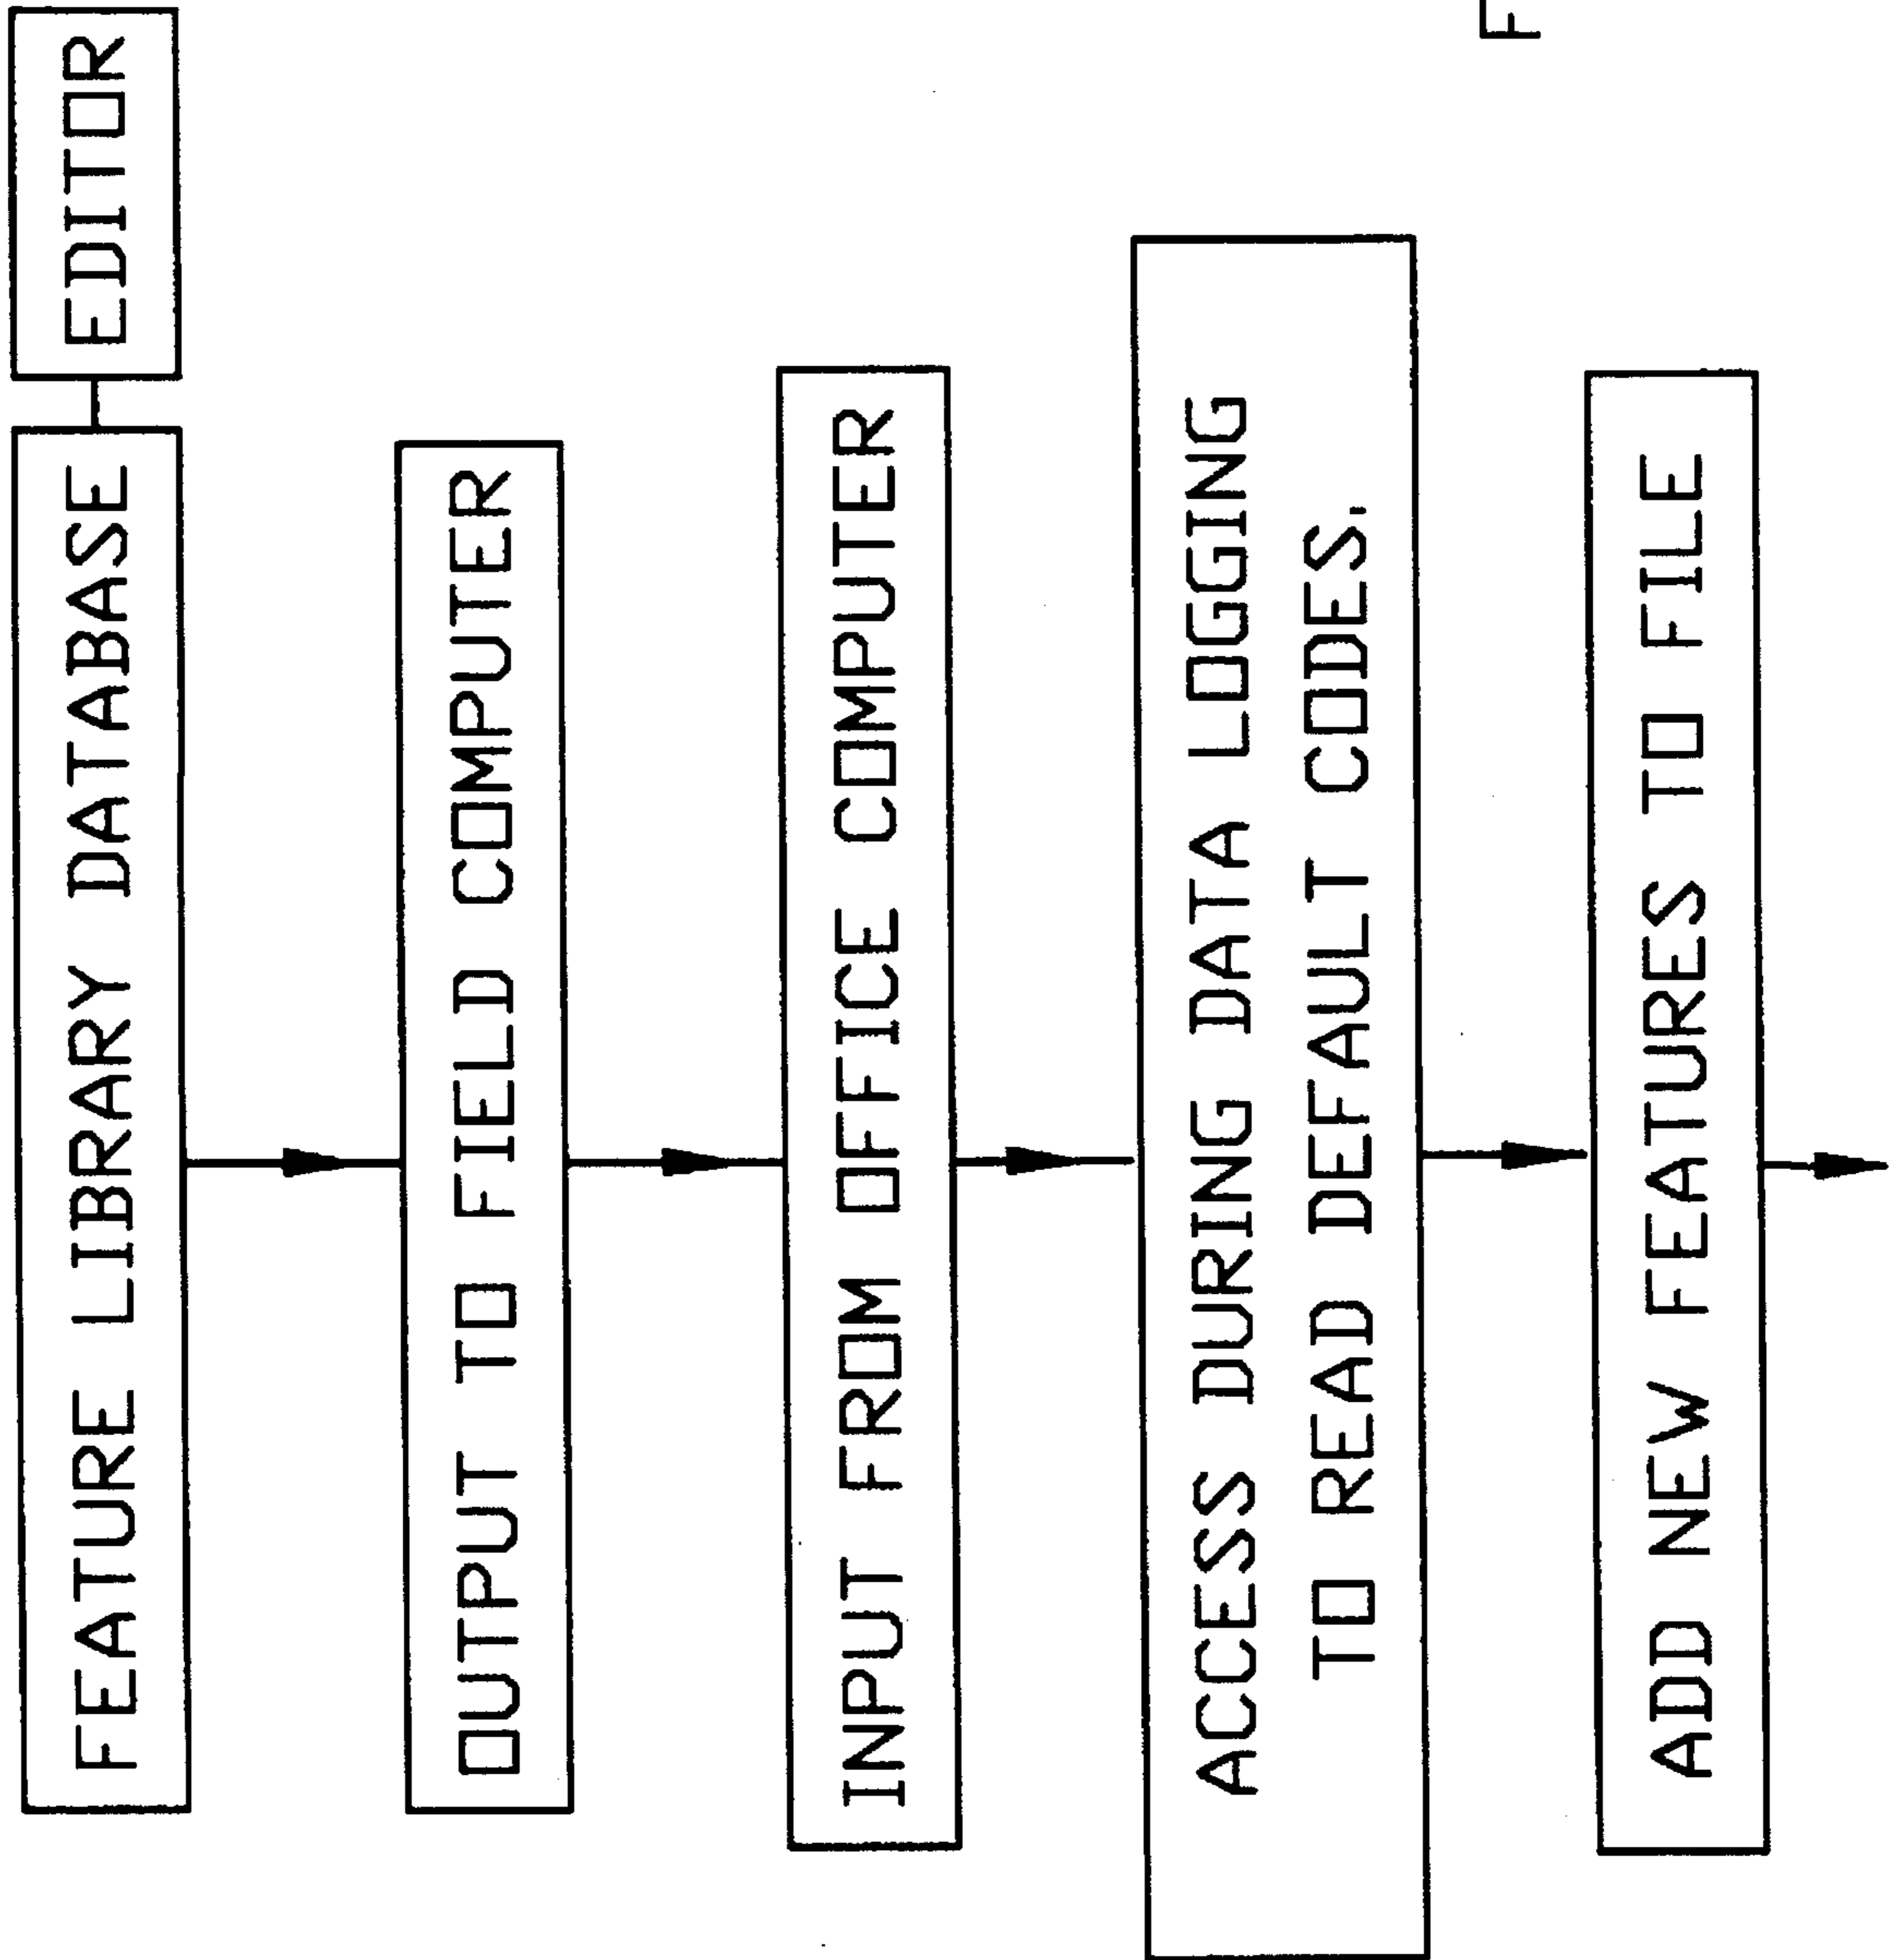 FEATURE LIBRARY DATABASE
EDITOR
OUTPUT TO FIELD COMPUTER
INPUT FROM OFFICE COMPUTER
ACCESS DURING DATA LOGGING
TO READ DEFAULT CODES.
ADD NEW FEATURES TO FILE
F